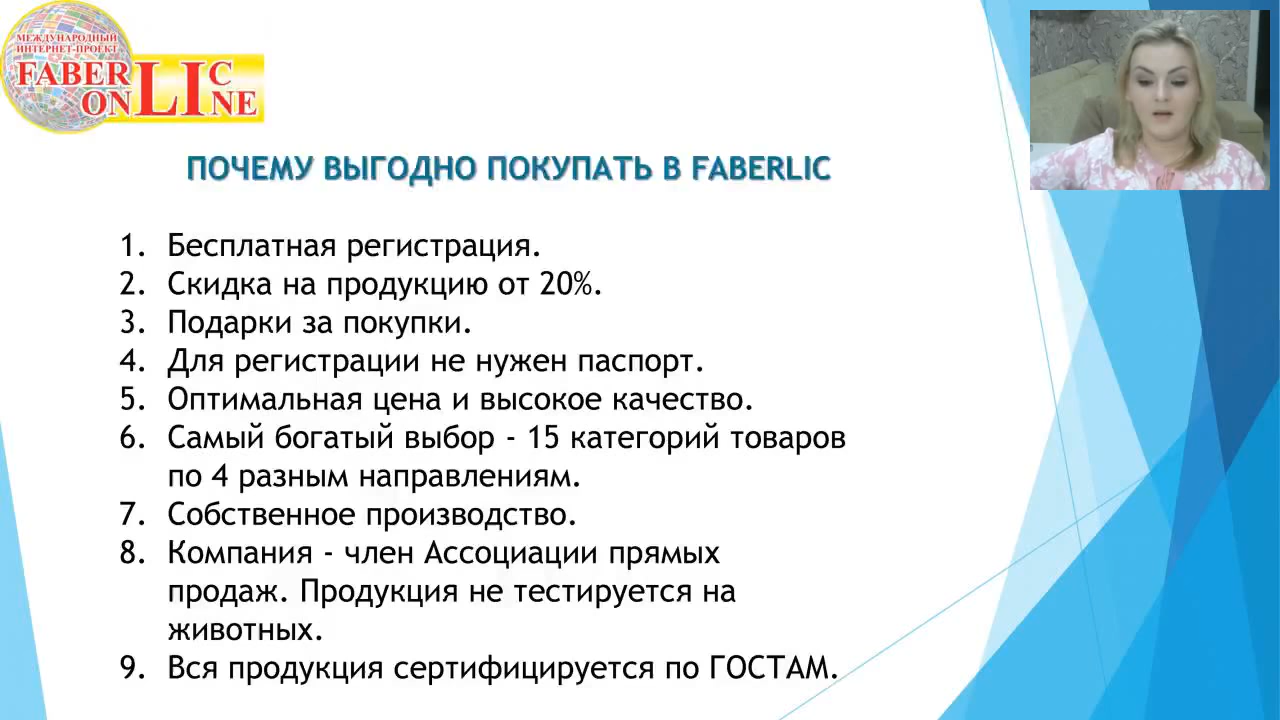 МЕЖДУНАРОДНЫЙ
ИНТЕРНЕТ-ПРОЕКТ
FABERLIC
ONLINE
ПОЧЕМУ ВЫГОДНО ПОКУПАТЬ В FABERLIC
1. Бесплатная регистрация.
2. Скидка на продукцию от 20%.
3. Подарки за покупки.
4. Для регистрации не нужен паспорт.
5. Оптимальная цена и высокое качество.
6. Самый богатый выбор - 15 категорий товаров
по 4 разным направлениям.
7. Собственное производство.
8. Компания - член Ассоциации прямых
продаж. Продукция не тестируется на
животных.
9. Вся продукция сертифицируется по ГОСТАМ.